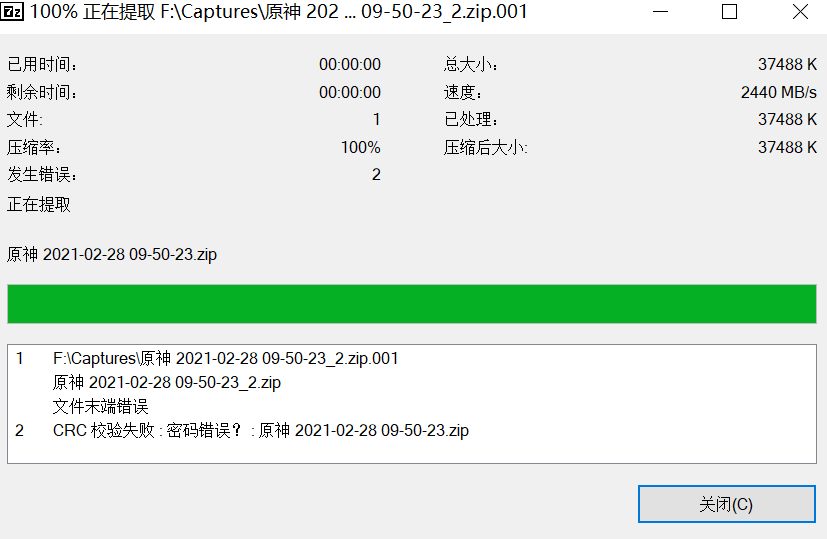 7z 100% 正在提取 F:\Captures\原神 202 ... 09-50-23_2.zip.001
已用时间： 00:00:00 总大小： 37488 K
剩余时间： 00:00:00 速度： 2440 MB/s
文件: 1 已处理： 37488 K
压缩率： 100% 压缩后大小: 37488 K
发生错误： 2
正在提取
原神 2021-02-28 09-50-23.zip
1 F:\Captures\原神 2021-02-28 09-50-23_2.zip.001
原神 2021-02-28 09-50-23_2.zip
文件末端错误
2 CRC 校验失败 : 密码错误？ : 原神 2021-02-28 09-50-23.zip
关闭(C)